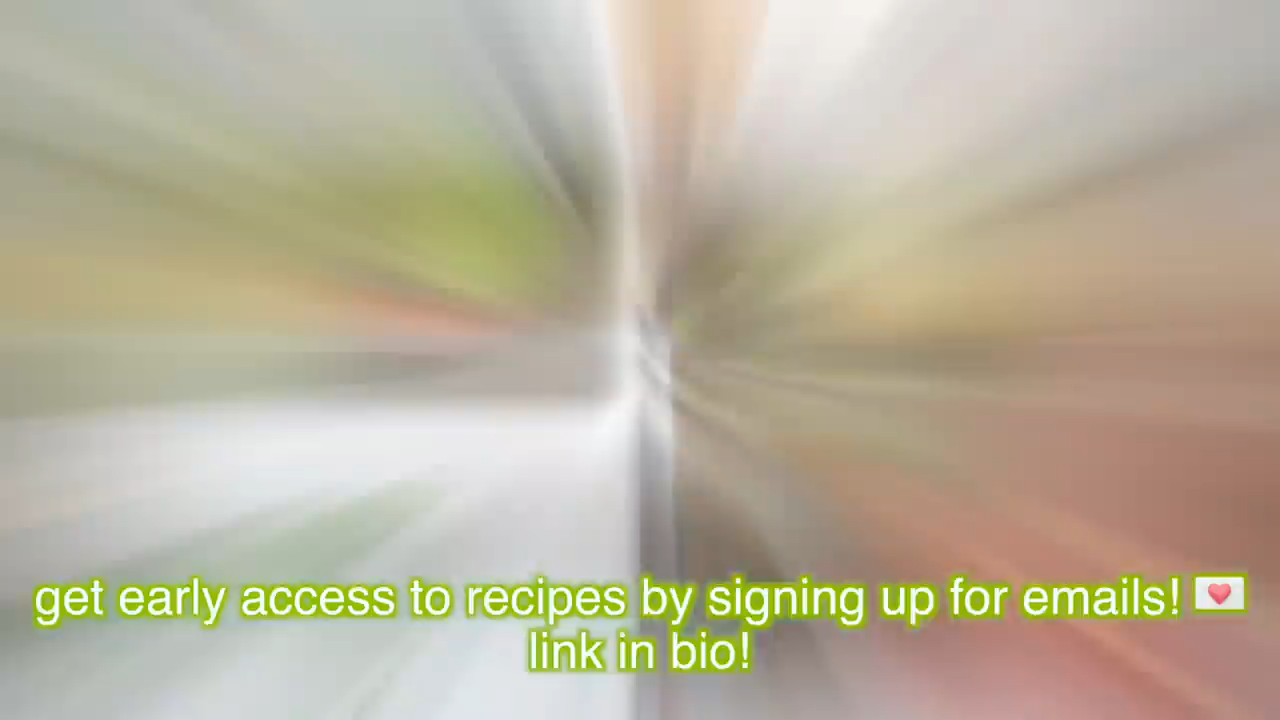 get early access to recipes by signing up for emails! 💌
link in bio!